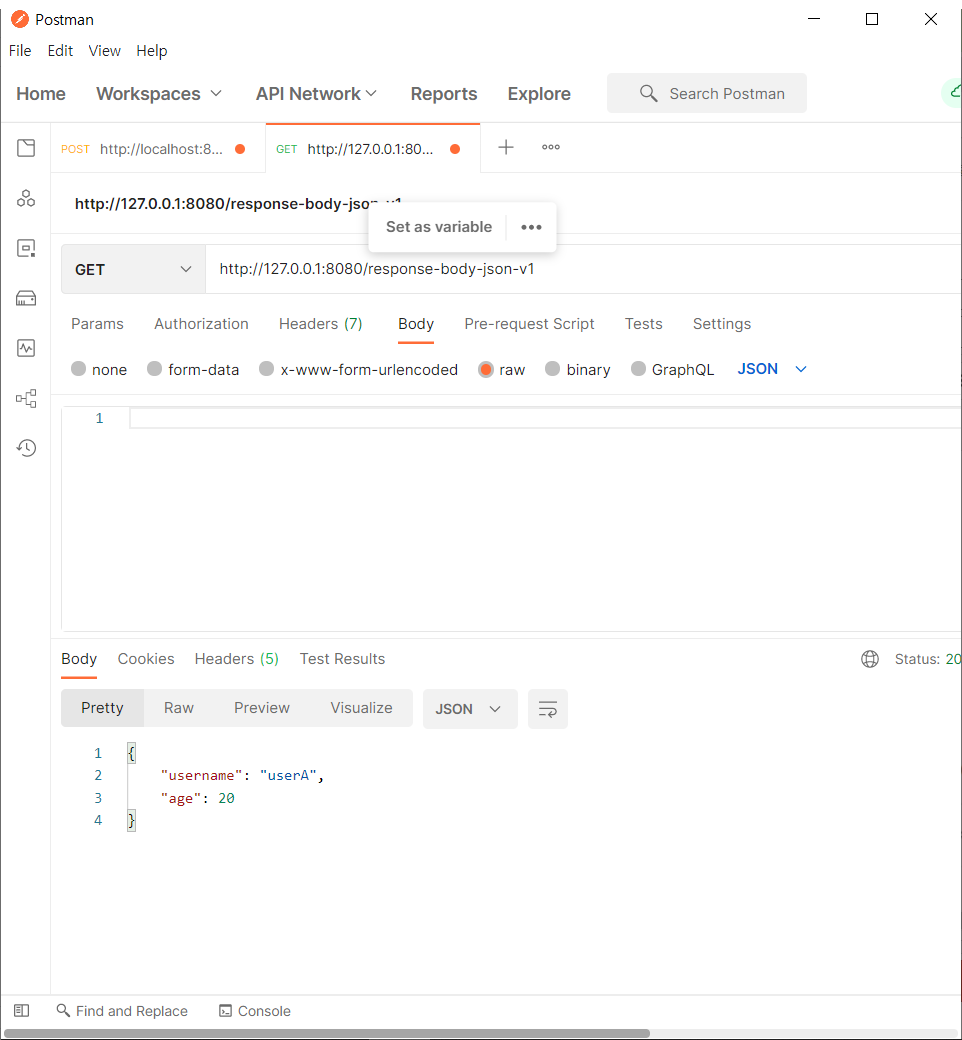 Postman
File Edit View Help
Home Workspaces API Network Reports Explore Search Postman
POST http://localhost:8... GET http://127.0.0.1:80...
http://127.0.0.1:8080/response-body-json-v1
Set as variable
GET http://127.0.0.1:8080/response-body-json-v1
Params Authorization Headers (7) Body Pre-request Script Tests Settings
none form-data x-www-form-urlencoded raw binary GraphQL JSON
1
Body Cookies Headers (5) Test Results Status: 20
Pretty Raw Preview Visualize JSON
1 {
2 "username": "userA",
3 "age": 20
4 }
Find and Replace Console